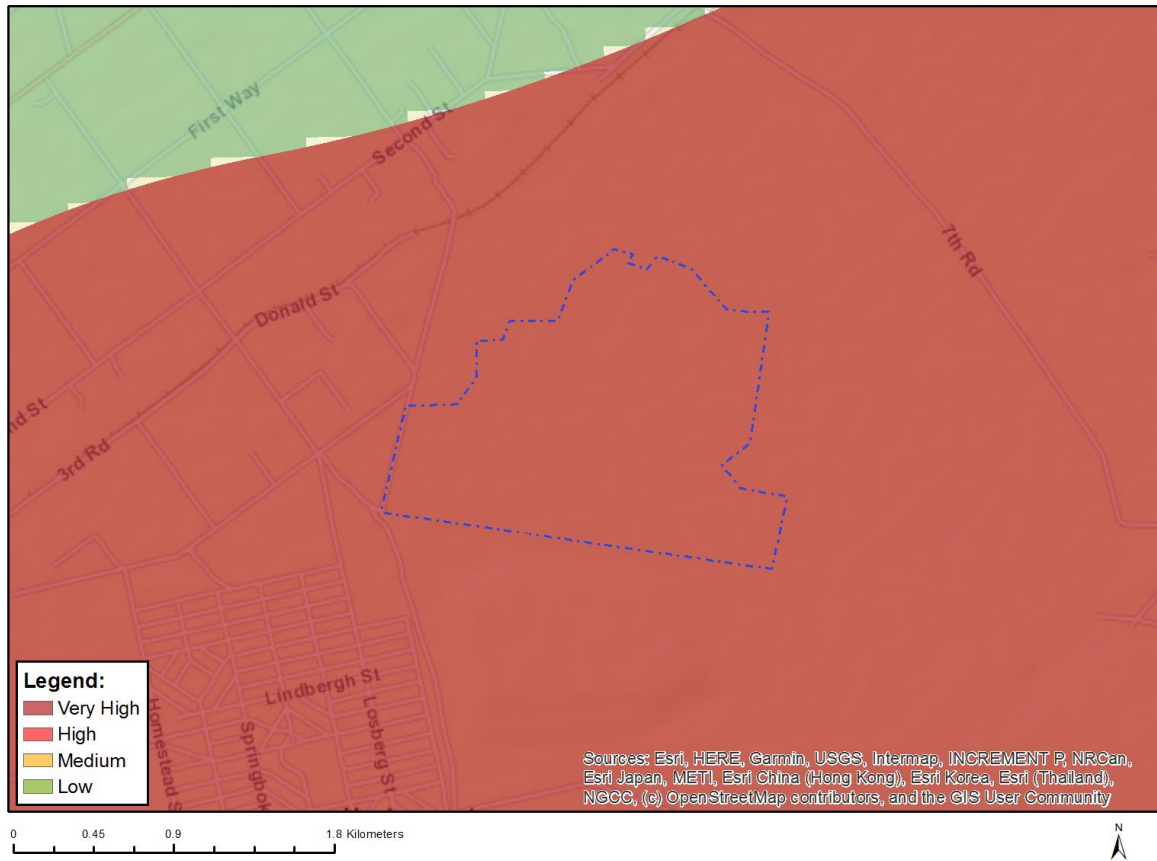 First Way
Second St
7th Rd
Donald St
nd St
3rd Rd
Lindbergh St
Homestead S
Springbok
Losberg St
Legend:
Very High
High
Medium
Low
Sources: Esri, HERE, Garmin, USGS, Intermap, INCREMENT P, NRCan,
Esri Japan, METI, Esri China (Hong Kong), Esri Korea, Esri (Thailand),
NGCC, (c) OpenStreetMap contributors, and the GIS User Community
0 0.45 0.9 1.8 Kilometers
N